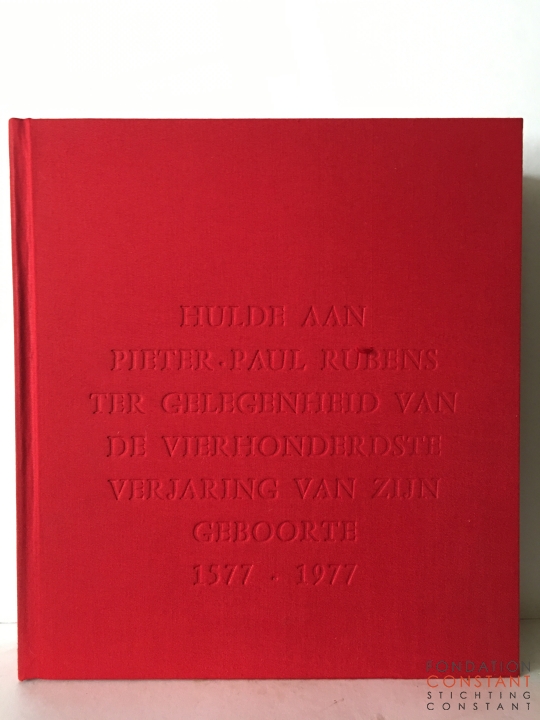 HULDE AAN
PIETER·PAUL RUBENS
TER GELEGENHEID VAN
DE VIERHONDERDSTE
VERJARING VAN ZIJN
GEBOORTE
1577 · 1977
FONDATION
CONSTANT
STICHTING
CONSTANT